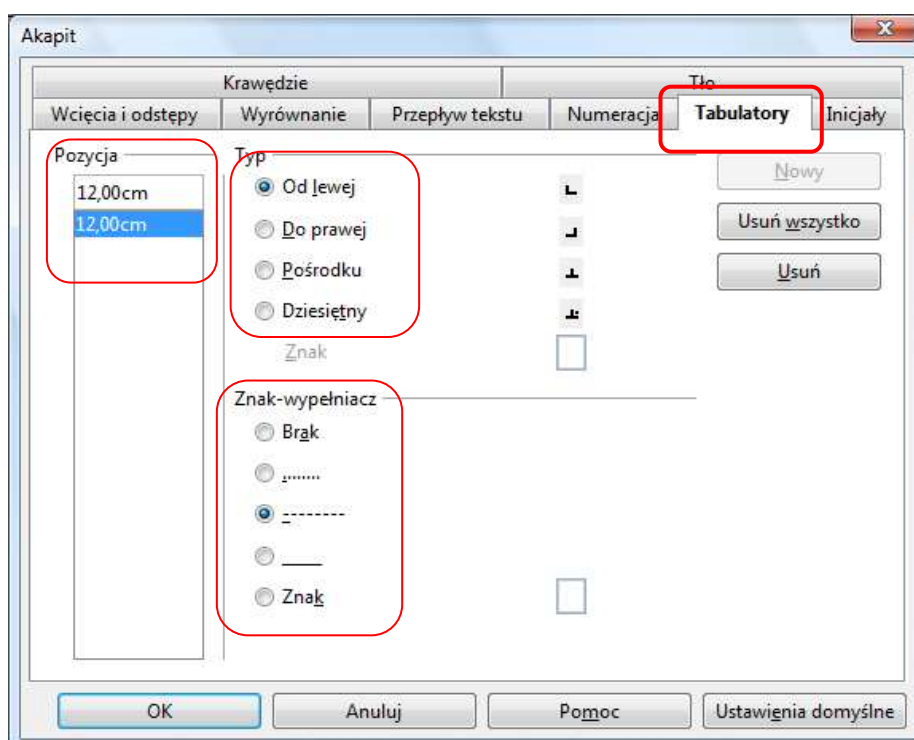 Akapit
Krawędzie Tło
Wcięcia i odstępy Wyrównanie Przepływ tekstu Numeracja Tabulatory Inicjały
Pozycja
12,00cm
12,00cm
Typ
Od lewej
Do prawej
Pośrodku
Dziesiętny
Znak
Nowy
Usuń wszystko
Usuń
Znak-wypełniacz
Brak
........
--------
____
Znak
OK Anuluj Pomoc Ustawienia domyślne